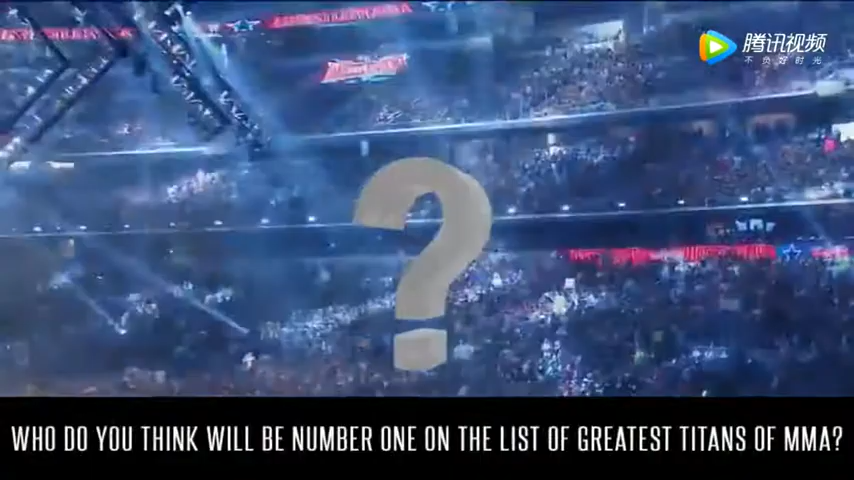 WRESTLEMANIA
腾讯视频
不负好时光
?
WHO DO YOU THINK WILL BE NUMBER ONE ON THE LIST OF GREATEST TITANS OF MMA?